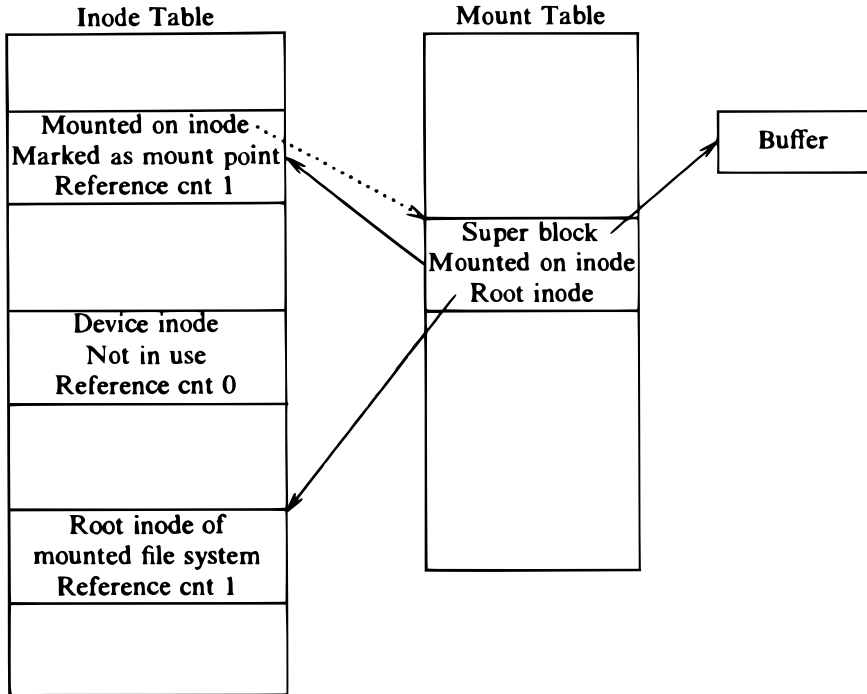 Inode Table
Mounted on inode
Marked as mount point
Reference cnt 1
Device inode
Not in use
Reference cnt 0
Root inode of
mounted file system
Reference cnt 1
Mount Table
Super block
Mounted on inode
Root inode
Buffer